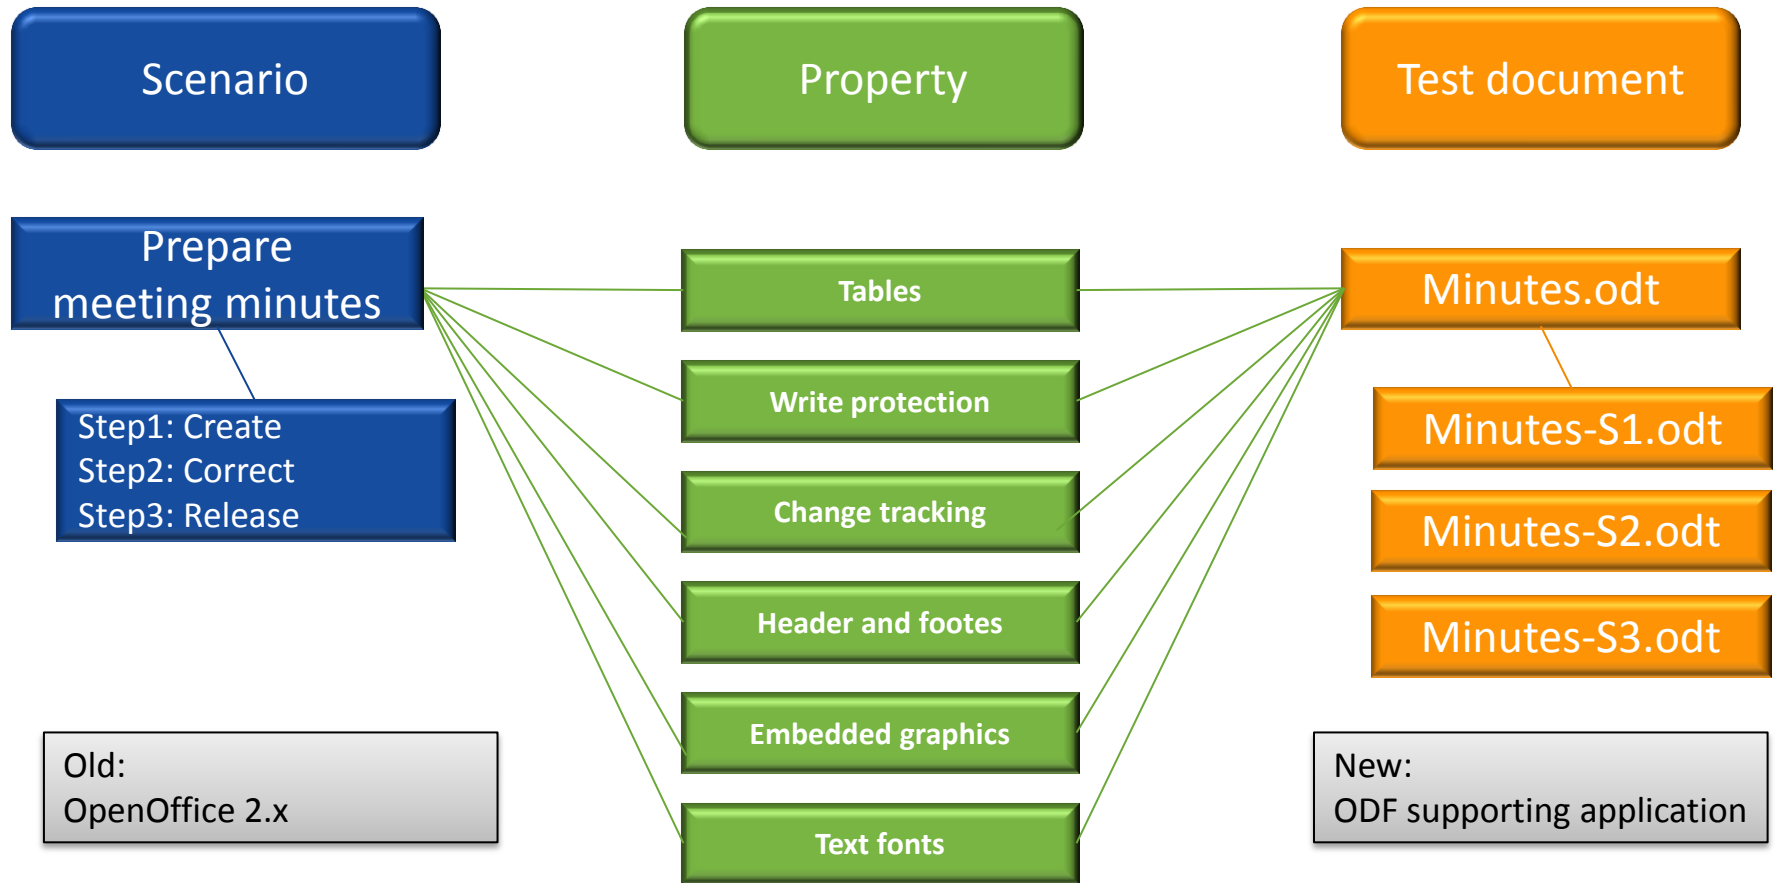 Scenario
Property
Test document
Prepare
meeting minutes
Step1: Create
Step2: Correct
Step3: Release
Old:
OpenOffice 2.x
Tables
Write protection
Change tracking
Header and footes
Embedded graphics
Text fonts
Minutes.odt
Minutes-S1.odt
Minutes-S2.odt
Minutes-S3.odt
New:
ODF supporting application